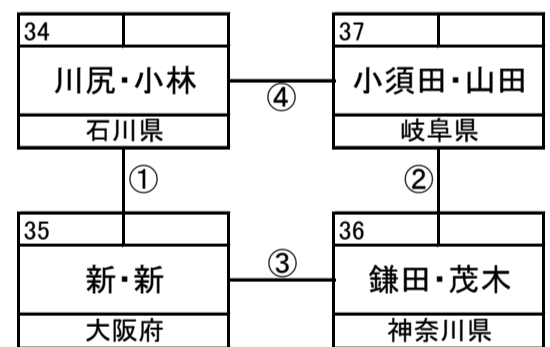 34
川尻・小林
石川県
37
小須田・山田
岐阜県
④
①
②
35
新・新
大阪府
36
鎌田・茂木
神奈川県
③